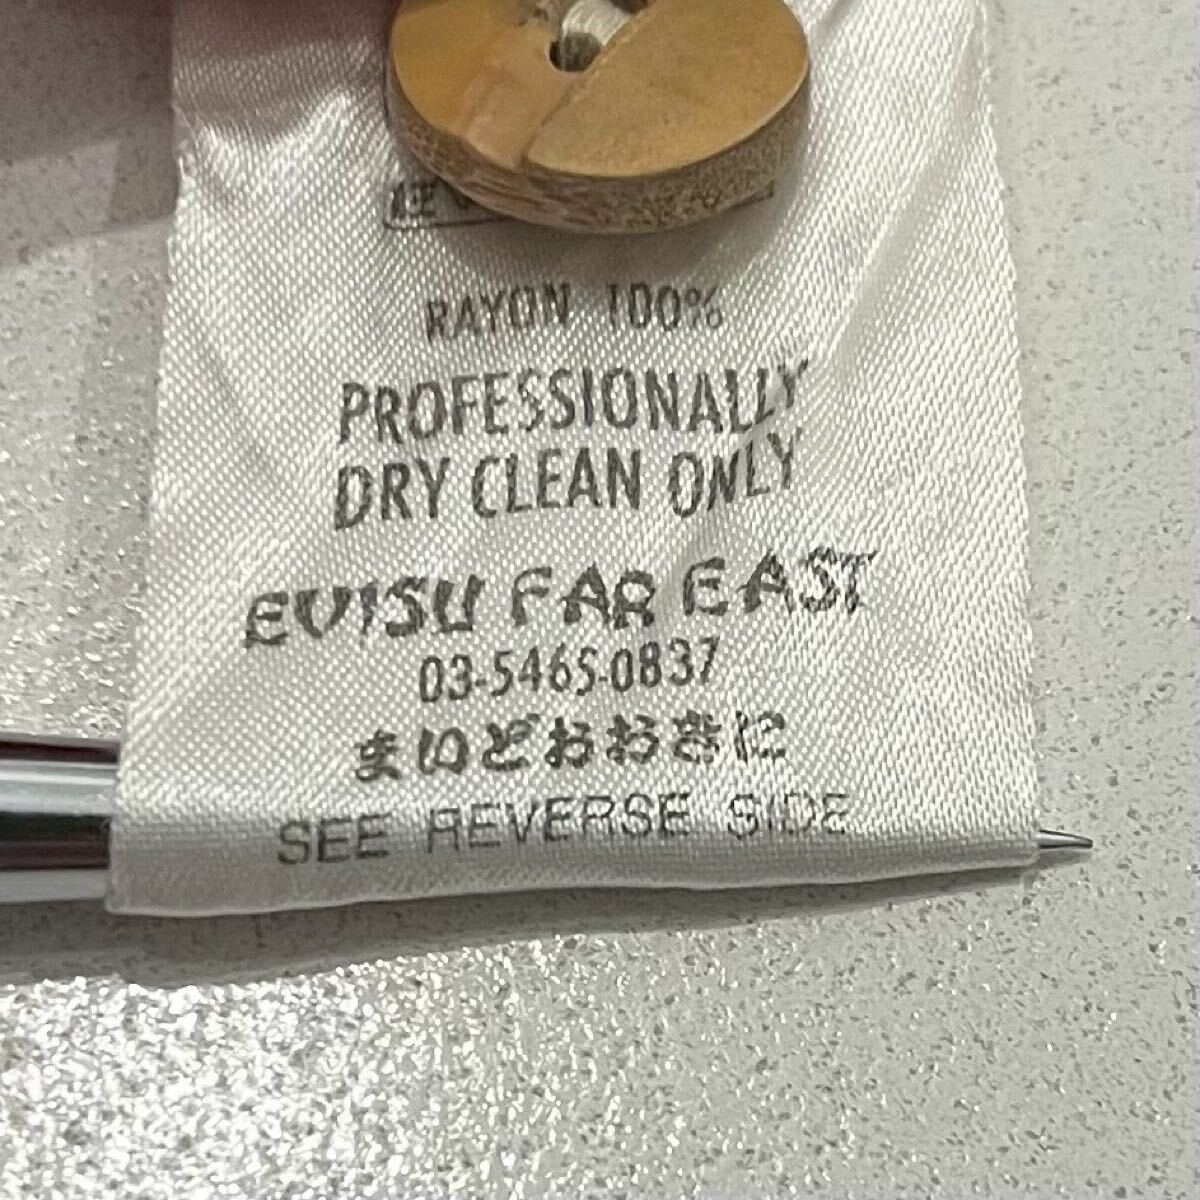 RAYON 100%
PROFESSIONALLY
DRY CLEAN ONLY
EVISU FAR EAST
03-5465-0837
まいどおおきに
SEE REVERSE SIDE